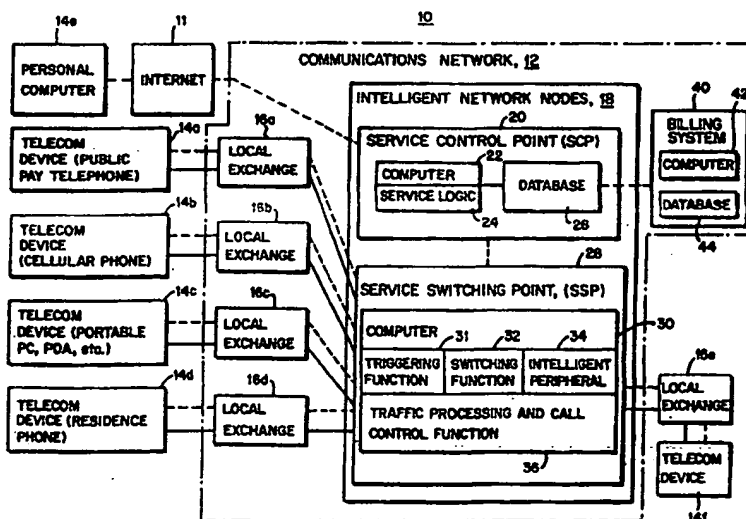 10
14e
PERSONAL
COMPUTER
11
INTERNET
COMMUNICATIONS NETWORK, 12
INTELLIGENT NETWORK NODES, 18
20
SERVICE CONTROL POINT (SCP)
22
COMPUTER
SERVICE LOGIC
24
DATABASE
26
40
42
BILLING
SYSTEM
COMPUTER
DATABASE
44
14a
TELECOM
DEVICE (PUBLIC
PAY TELEPHONE)
16a
LOCAL
EXCHANGE
14b
TELECOM
DEVICE
(CELLULAR PHONE)
16b
LOCAL
EXCHANGE
14c
TELECOM
DEVICE (PORTABLE
PC, PDA, etc.)
16c
LOCAL
EXCHANGE
14d
TELECOM
DEVICE (RESIDENCE
PHONE)
16d
LOCAL
EXCHANGE
28
SERVICE SWITCHING POINT, (SSP)
30
COMPUTER
31
32
34
TRIGGERING
FUNCTION
SWITCHING
FUNCTION
INTELLIGENT
PERIPHERAL
TRAFFIC PROCESSING AND CALL
CONTROL FUNCTION
36
16e
LOCAL
EXCHANGE
TELECOM
DEVICE
14f